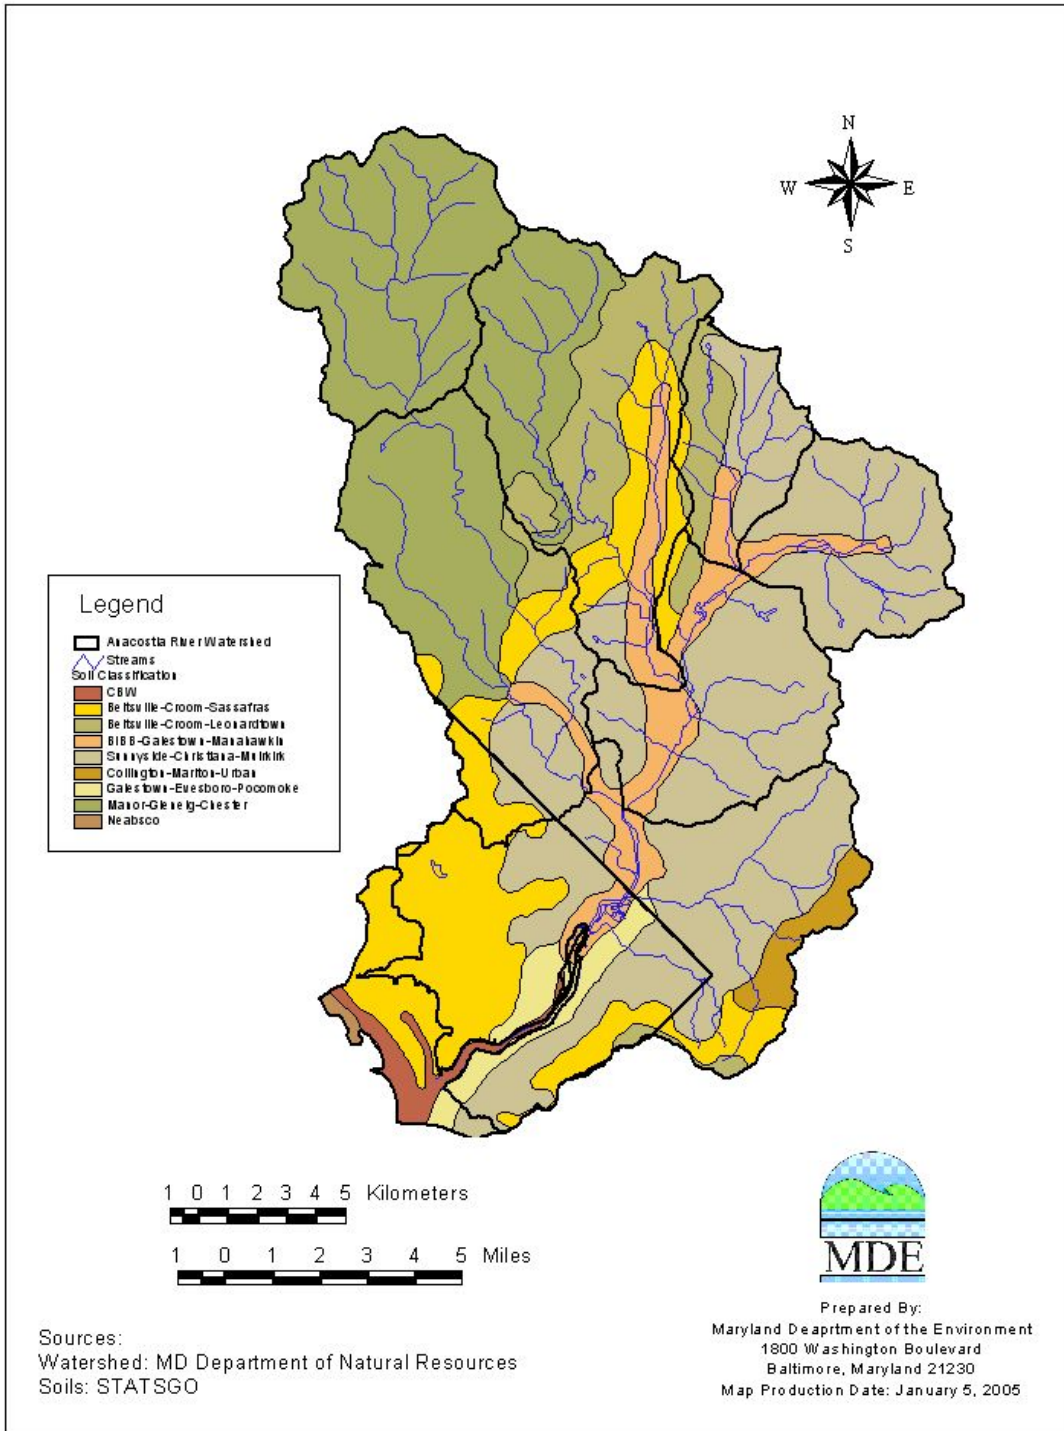 N
W E
S
Legend
Anacostia River Watershed
Streams
Soil Classification
CBW
Beltsville-Croom-Sassafras
Beltsville-Croom-Leonardtown
BIBB-Galestown-Manahawkin
Sunnyside-Christiana-Muirkirk
Collington-Marlton-Urban
Galestown-Evesboro-Pocomoke
Manor-Glenelg-Chester
Neabsco
1 0 1 2 3 4 5 Kilometers
1 0 1 2 3 4 5 Miles
MDE
Prepared By:
Maryland Deaprtment of the Environment
1800 Washington Boulevard
Baltimore, Maryland 21230
Map Production Date: January 5, 2005
Sources:
Watershed: MD Department of Natural Resources
Soils: STATSGO